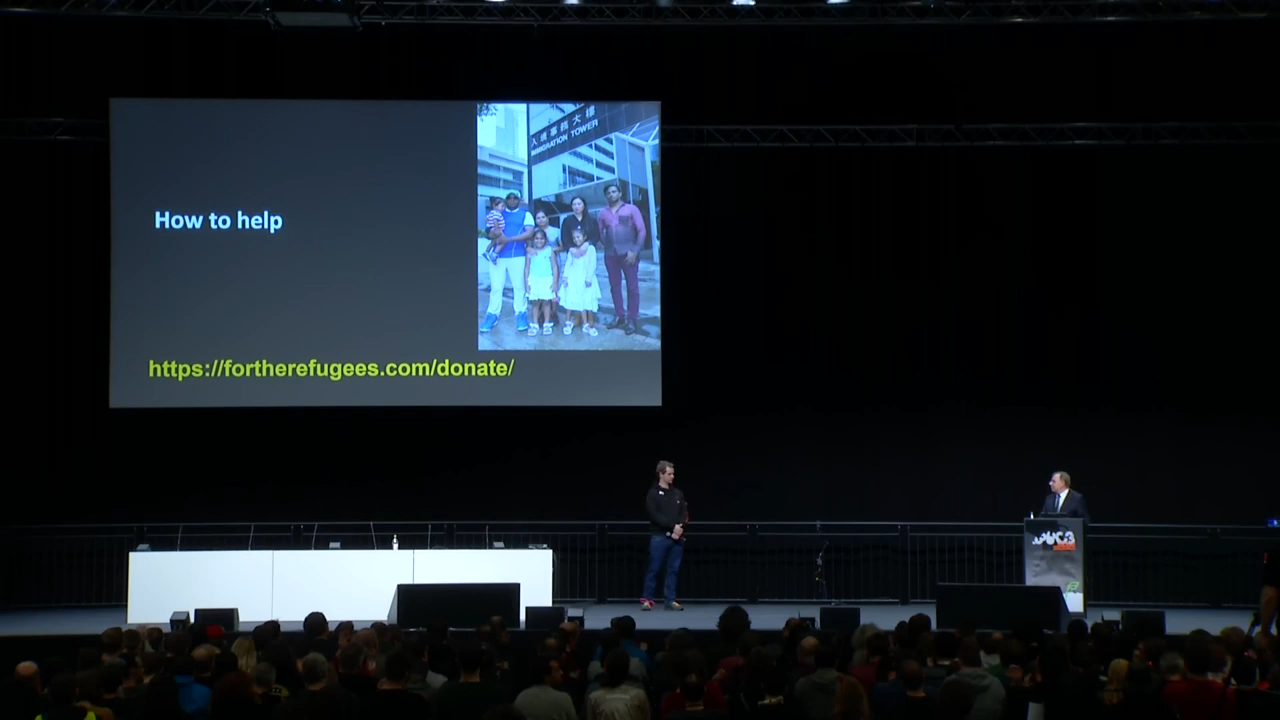 入境事務大樓
IMMIGRATION TOWER
How to help
https://fortherefugees.com/donate/